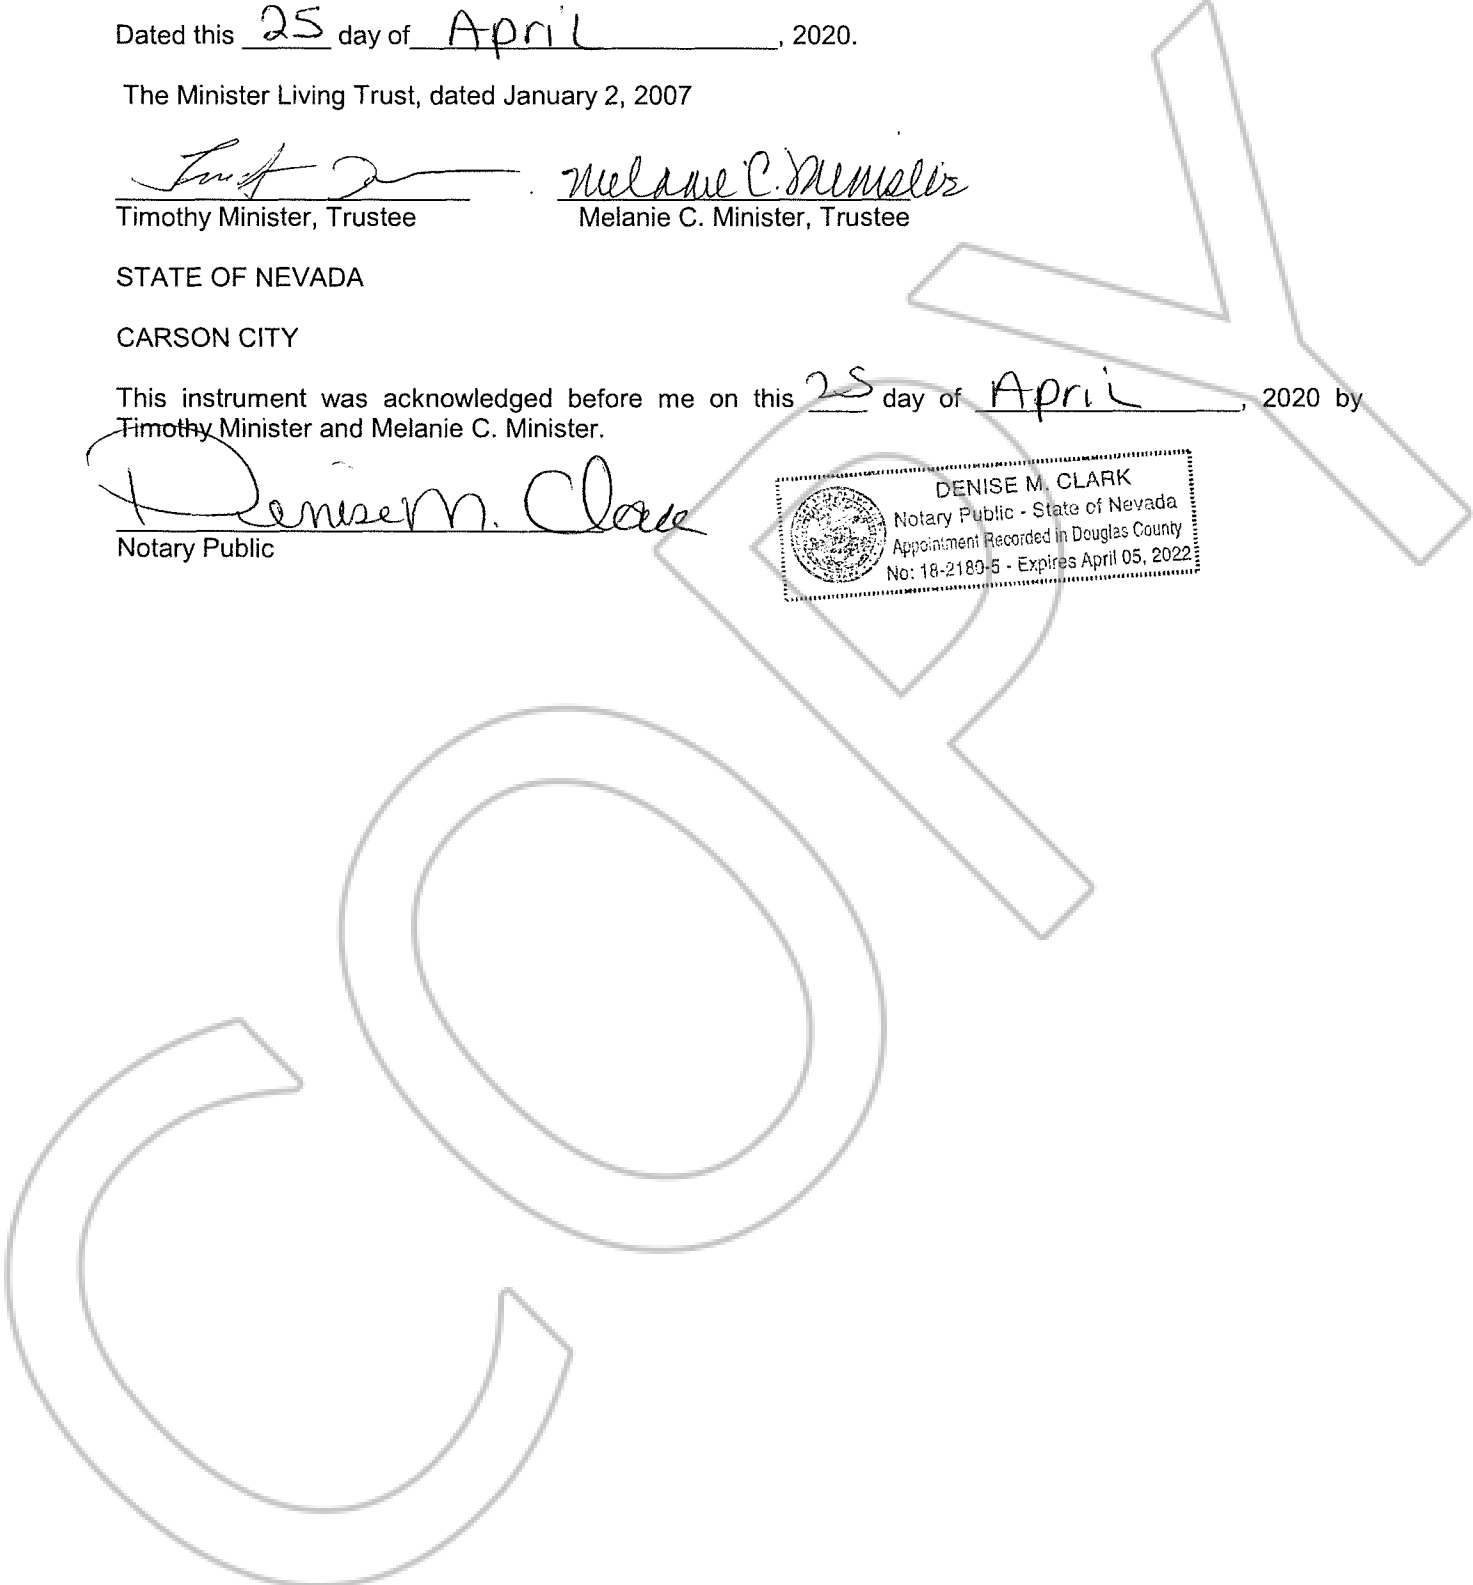 Dated this 25 day of April, 2020.
The Minister Living Trust, dated January 2, 2007
Melanie C. Minister
Timothy Minister, Trustee Melanie C. Minister, Trustee
STATE OF NEVADA
CARSON CITY
This instrument was acknowledged before me on this 25 day of April, 2020 by
Timothy Minister and Melanie C. Minister.
Denise M. Clark
Notary Public
DENISE M. CLARK
Notary Public - State of Nevada
Appointment Recorded in Douglas County
No: 18-2180-5 - Expires April 05, 2022
COPY